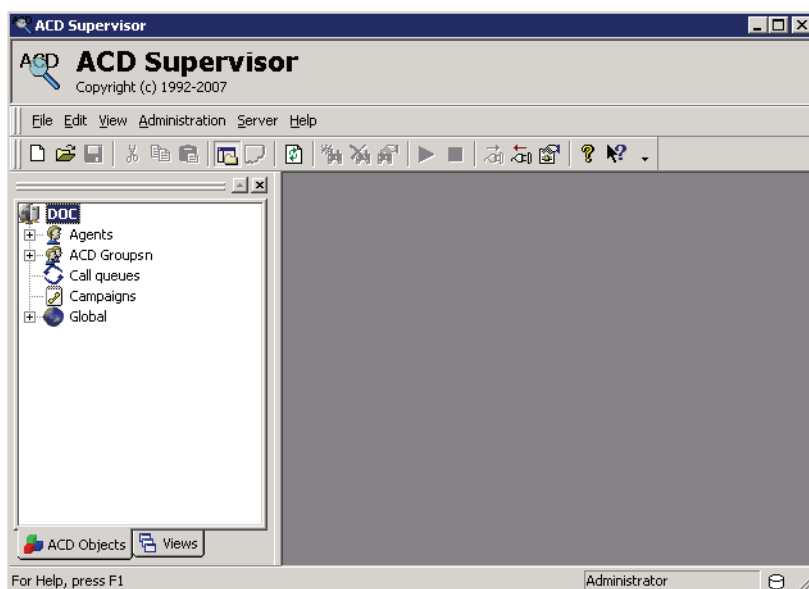 ACD Supervisor
ACD ACD Supervisor
Copyright (c) 1992-2007
File Edit View Administration Server Help
DOC
Agents
ACD Groupsn
Call queues
Campaigns
Global
ACD Objects Views
For Help, press F1 Administrator